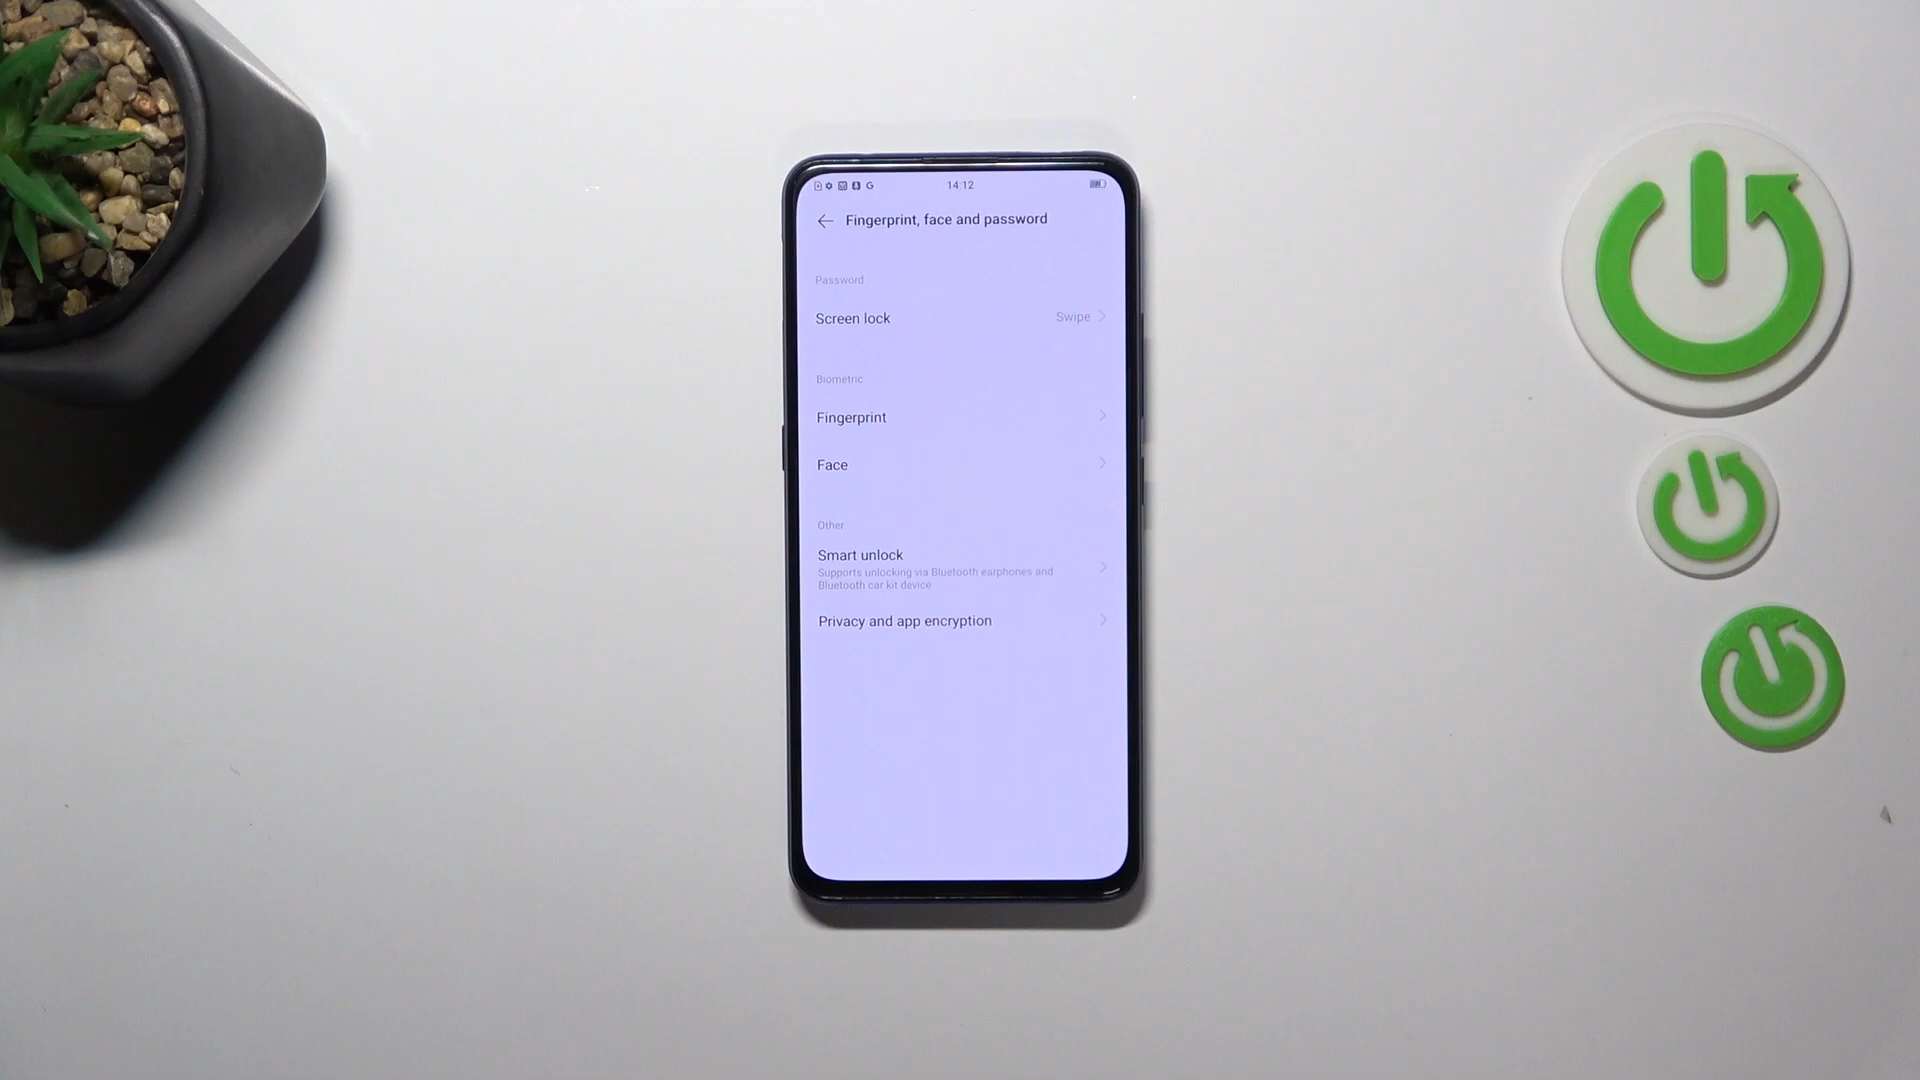 14:12
Fingerprint, face and password
Password
Screen lock
Swipe
Biometric
Fingerprint
Face
Other
Smart unlock
Supports unlocking via Bluetooth earphones and
Bluetooth car kit device
Privacy and app encryption